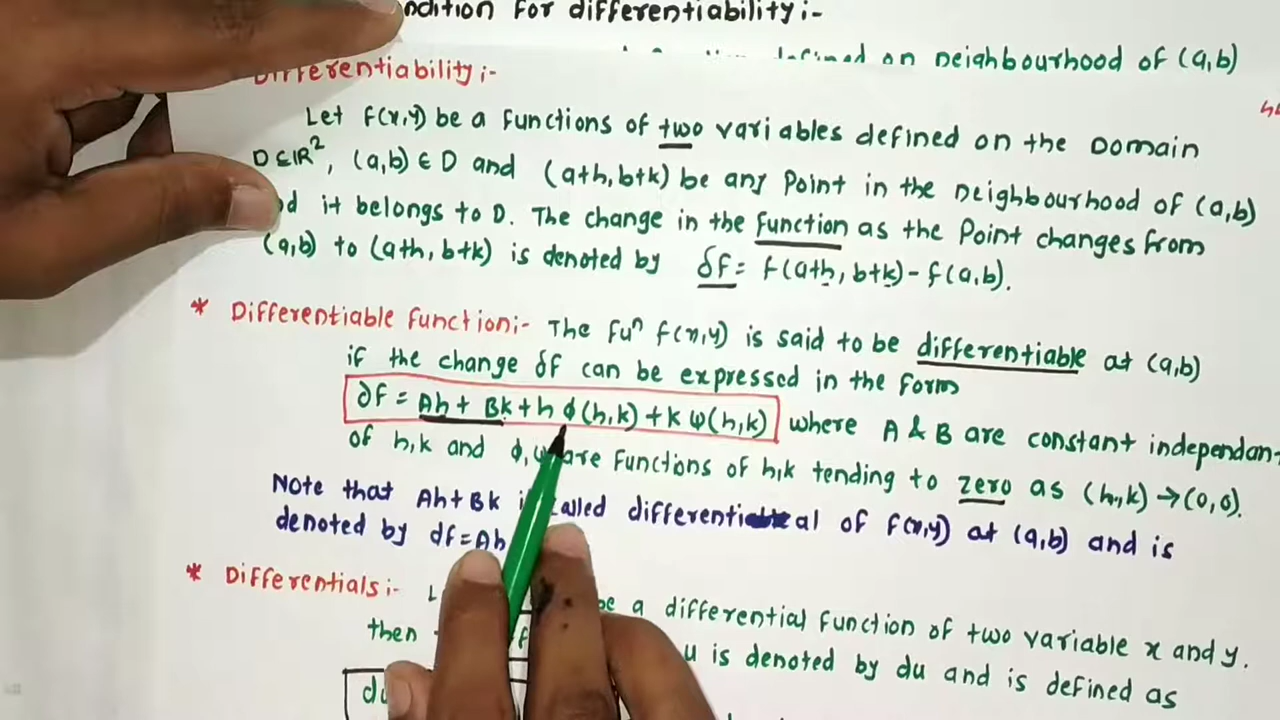 ndition for differentiability :-
defined on neighbourhood of (a,b)
Differentiability :-
Let f(x,y) be a functions of two variables defined on the Domain
D⊆IR², (a,b) ∈ D and (a+h, b+k) be any Point in the neighbourhood of (a,b)
it belongs to D. The change in the function as the Point changes from
(a,b) to (a+h, b+k) is denoted by δf = f(a+h, b+k) - f(a,b).
* Differentiable function :- The Fuⁿ f(x,y) is said to be differentiable at (a,b)
if the change δf can be expressed in the form
∂f = Ah + Bk + h ϕ(h,k) + k ψ(h,k) where A & B are constant independan
of h,k and ϕ, are functions of h,k tending to zero as (h,k) → (0,0).
Note that Ah + Bk called differential of f(x,y) at (a,b) and is
denoted by df = Ah
* Differentials :- be a differential function of two variable x and y.
then u is denoted by du and is defined as
du